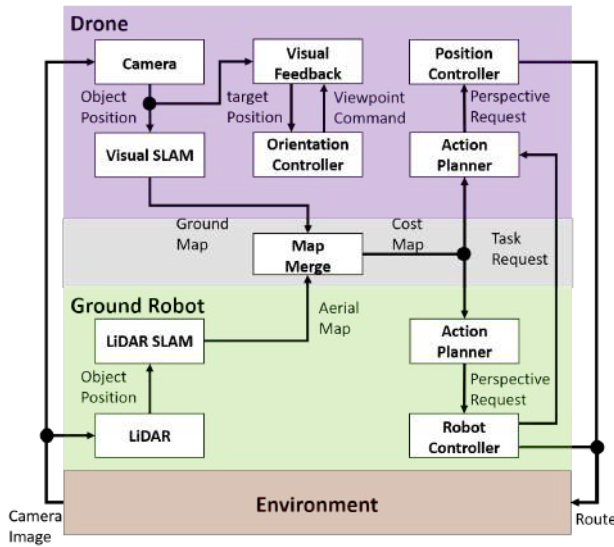 Drone
Camera
Visual
Feedback
Position
Controller
Object
Position
target
Position
Viewpoint
Command
Perspective
Request
Visual SLAM
Orientation
Controller
Action
Planner
Ground
Map
Map
Merge
Cost
Map
Task
Request
Ground Robot
Aerial
Map
LiDAR SLAM
Action
Planner
Object
Position
Perspective
Request
LiDAR
Robot
Controller
Environment
Camera
Image
Route